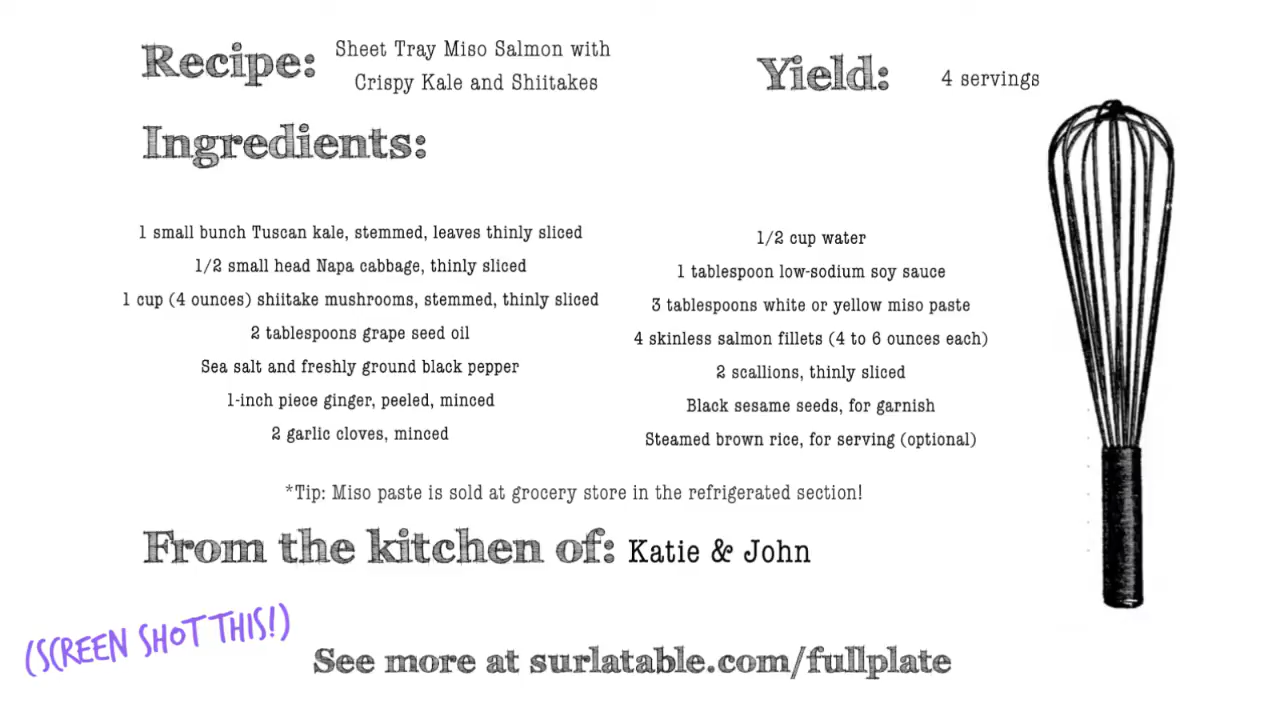 Recipe:
Sheet Tray Miso Salmon with
Crispy Kale and Shiitakes
Yield:
4 servings
Ingredients:
1 small bunch Tuscan kale, stemmed, leaves thinly sliced
1/2 small head Napa cabbage, thinly sliced
1 cup (4 ounces) shiitake mushrooms, stemmed, thinly sliced
2 tablespoons grape seed oil
Sea salt and freshly ground black pepper
1-inch piece ginger, peeled, minced
2 garlic cloves, minced
1/2 cup water
1 tablespoon low-sodium soy sauce
3 tablespoons white or yellow miso paste
4 skinless salmon fillets (4 to 6 ounces each)
2 scallions, thinly sliced
Black sesame seeds, for garnish
Steamed brown rice, for serving (optional)
*Tip: Miso paste is sold at grocery store in the refrigerated section!
From the kitchen of: Katie & John
(SCREEN SHOT THIS!)
See more at surlatable.com/fullplate